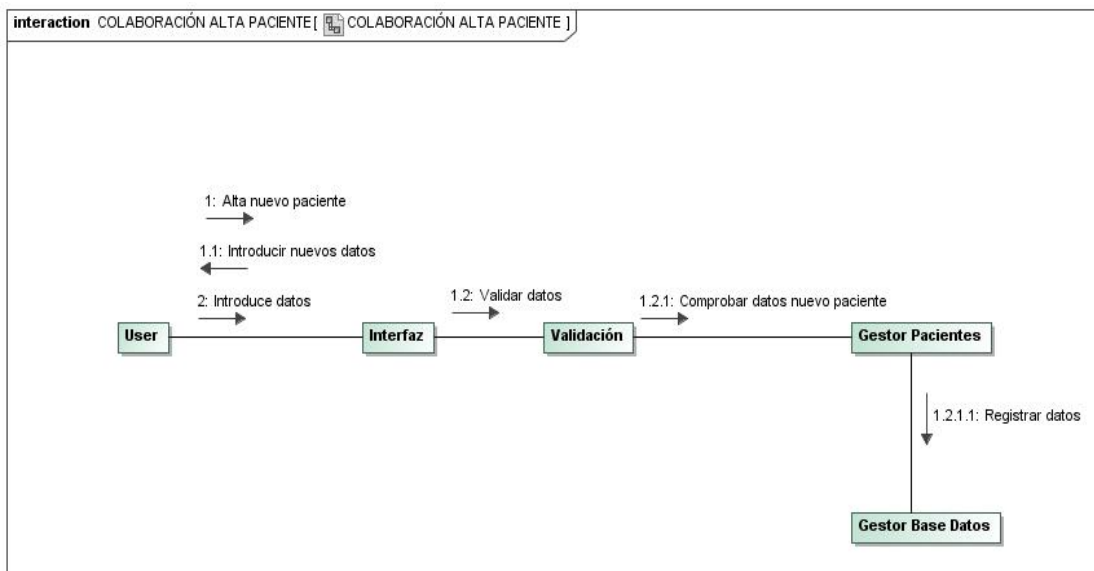 interaction COLABORACIÓN ALTA PACIENTE [ COLABORACIÓN ALTA PACIENTE ]
1: Alta nuevo paciente
1.1: Introducir nuevos datos
2: Introduce datos
1.2: Validar datos
1.2.1: Comprobar datos nuevo paciente
User
Interfaz
Validación
Gestor Pacientes
1.2.1.1: Registrar datos
Gestor Base Datos